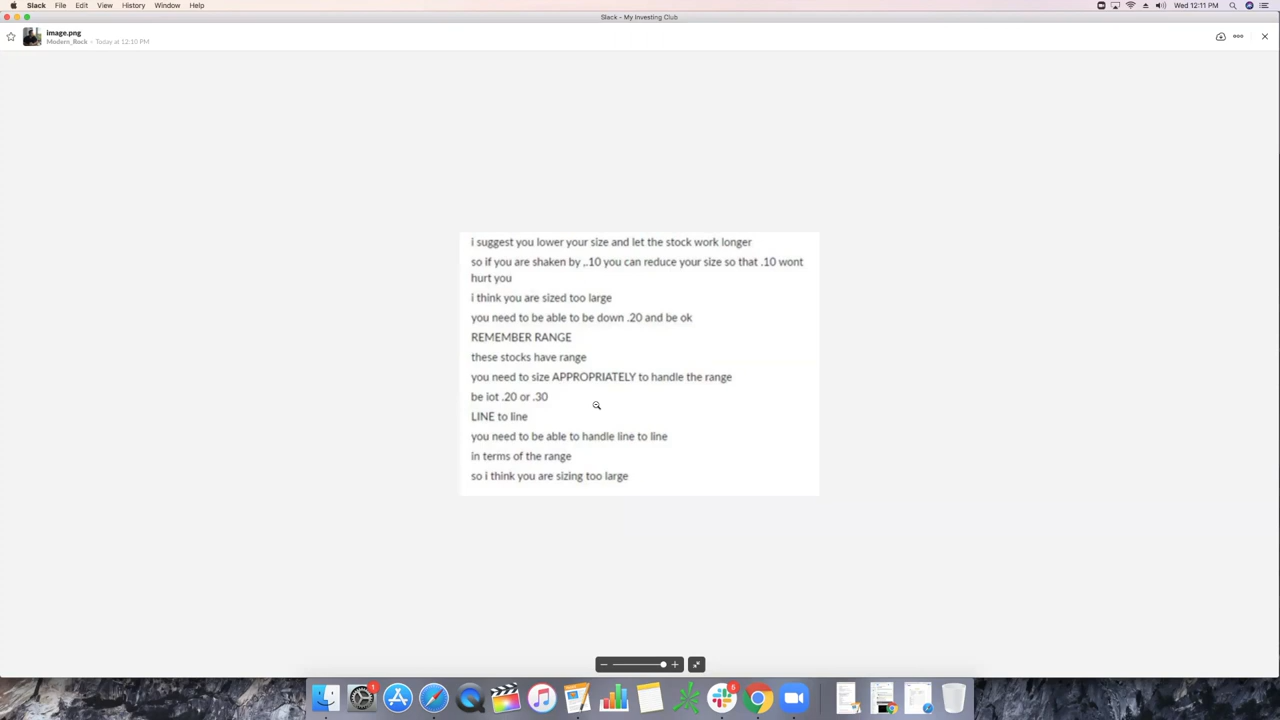 Slack File Edit View History Window Help Wed 12:11 PM
Slack - My Investing Club
image.png
Modern_Rock - Today at 12:10 PM
i suggest you lower your size and let the stock work longer
so if you are shaken by ,.10 you can reduce your size so that .10 wont
hurt you
i think you are sized too large
you need to be able to be down .20 and be ok
REMEMBER RANGE
these stocks have range
you need to size APPROPRIATELY to handle the range
be iot .20 or .30
LINE to line
you need to be able to handle line to line
in terms of the range
so i think you are sizing too large